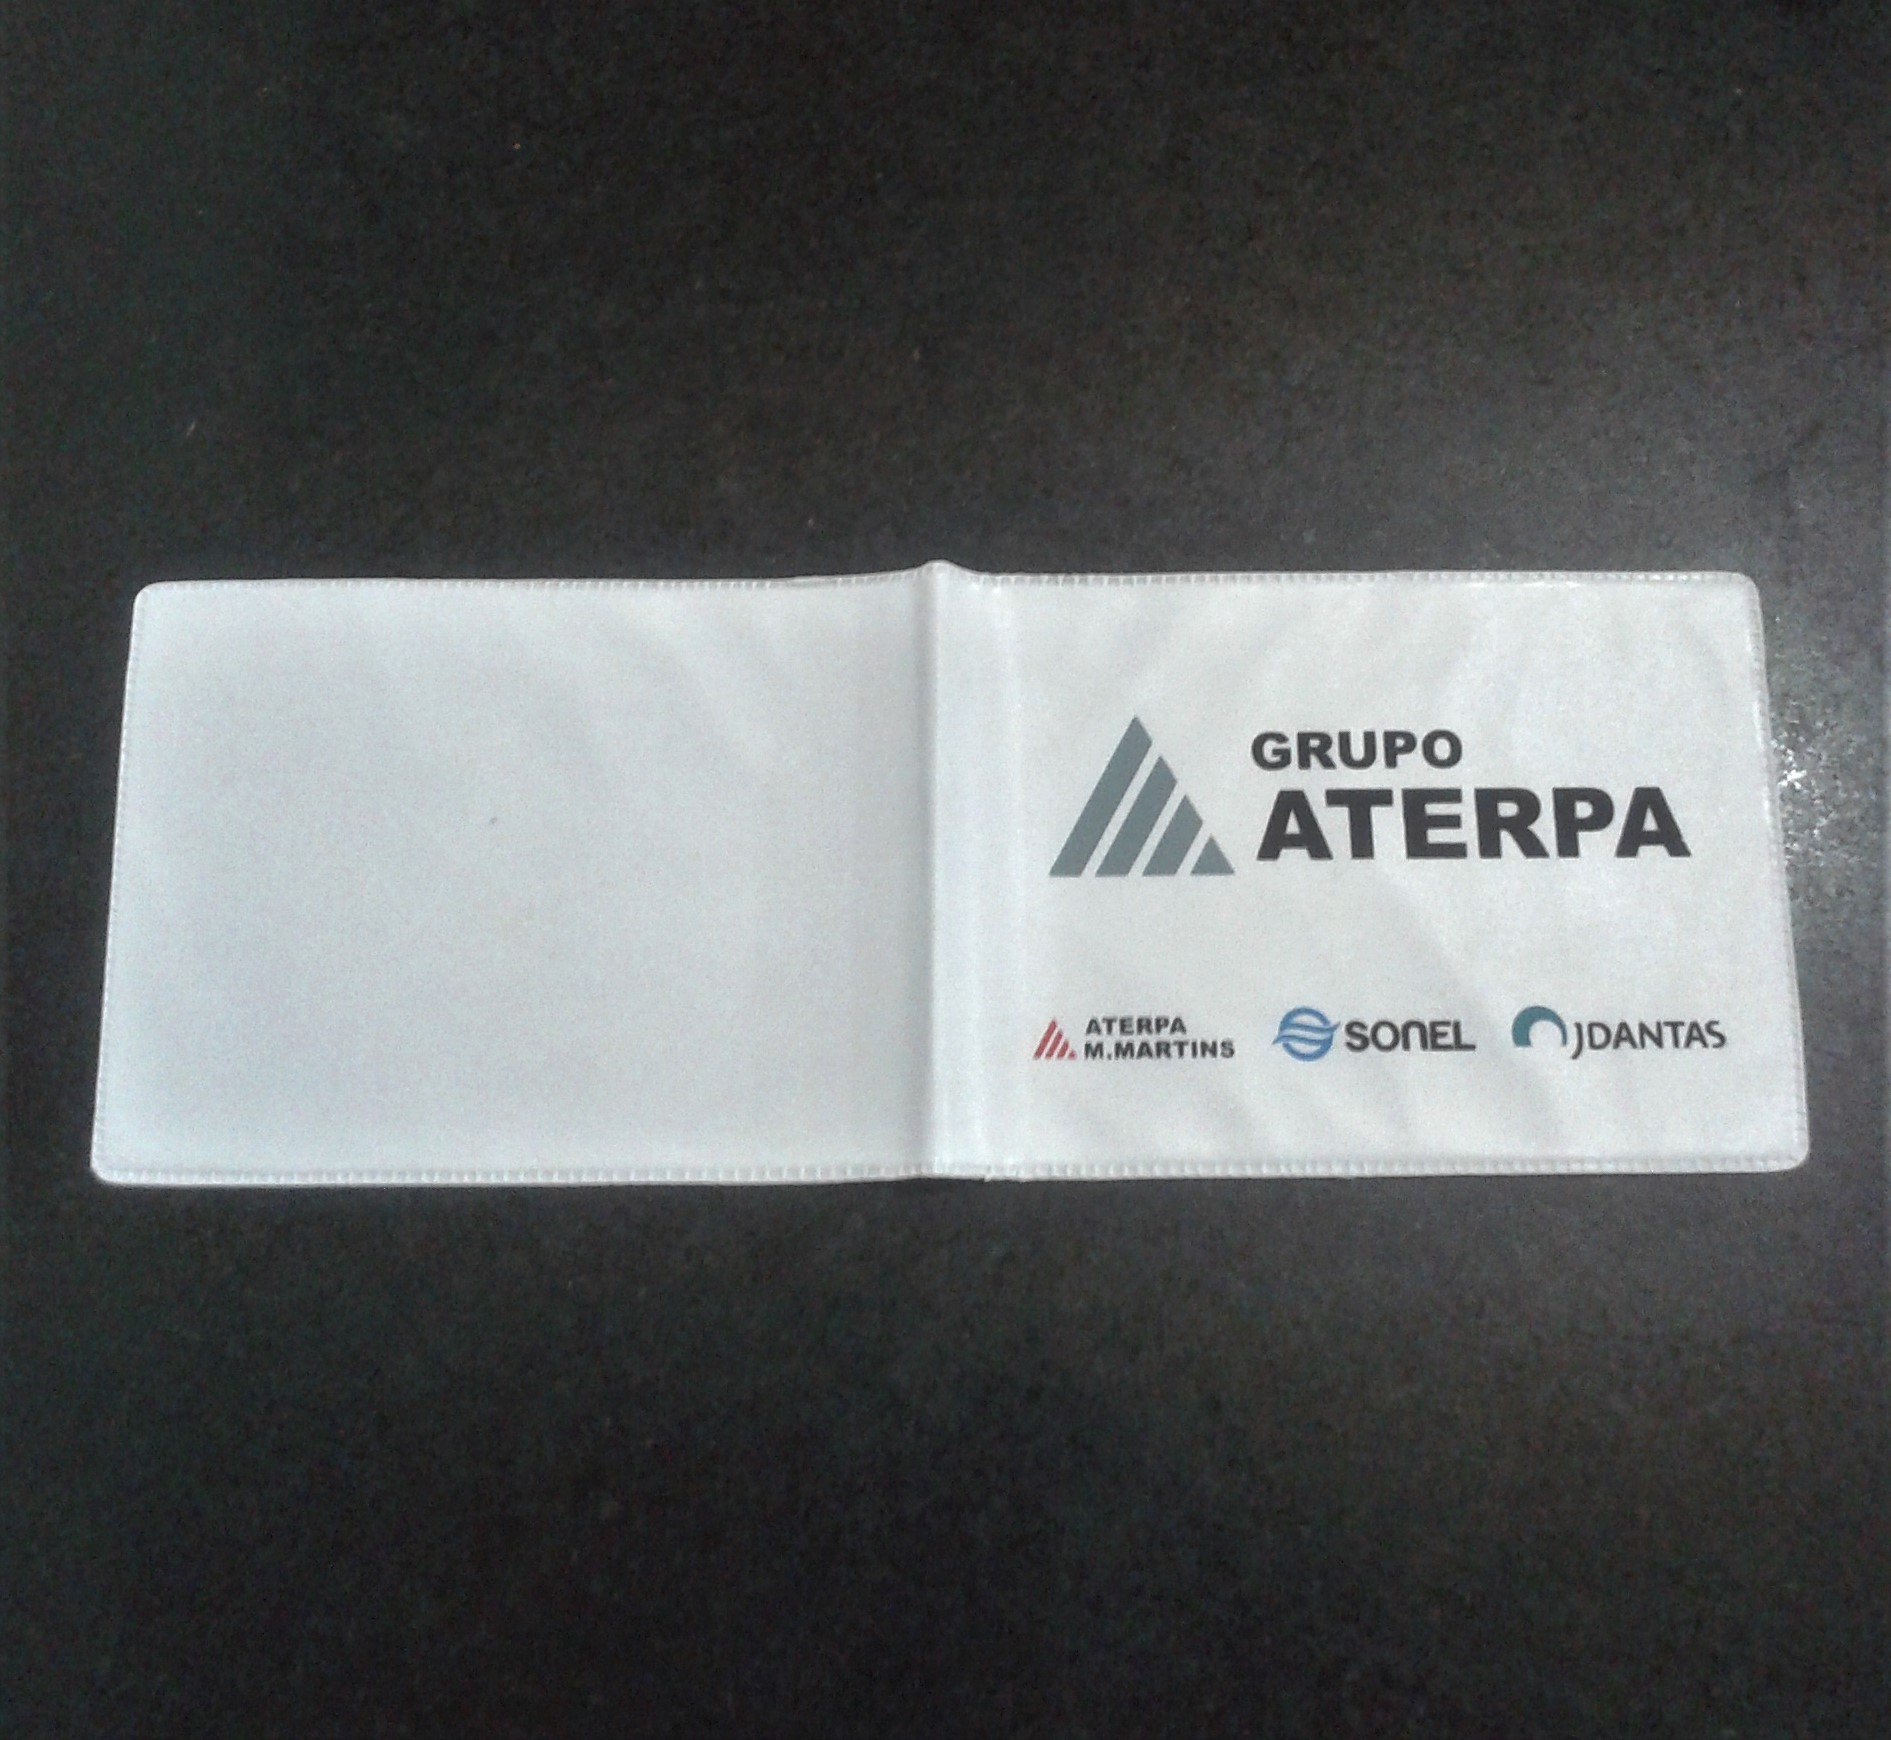 GRUPO
ATERPA
ATERPA
M.MARTINS
SONEL
JDANTAS